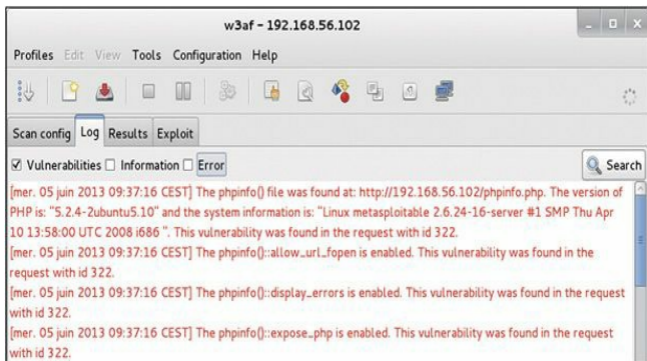 w3af - 192.168.56.102
Profiles Edit View Tools Configuration Help
Scan config Log Results Exploit
Vulnerabilities Information Error Search
[mer. 05 juin 2013 09:37:16 CEST] The phpinfo() file was found at: http://192.168.56.102/phpinfo.php. The version of
PHP is: "5.2.4-2ubuntu5.10" and the system information is: "Linux metasploitable 2.6.24-16-server #1 SMP Thu Apr
10 13:58:00 UTC 2008 i686 ". This vulnerability was found in the request with id 322.
[mer. 05 juin 2013 09:37:16 CEST] The phpinfo()::allow_url_fopen is enabled. This vulnerability was found in the
request with id 322.
[mer. 05 juin 2013 09:37:16 CEST] The phpinfo()::display_errors is enabled. This vulnerability was found in the request
with id 322.
[mer. 05 juin 2013 09:37:16 CEST] The phpinfo()::expose_php is enabled. This vulnerability was found in the request
with id 322.